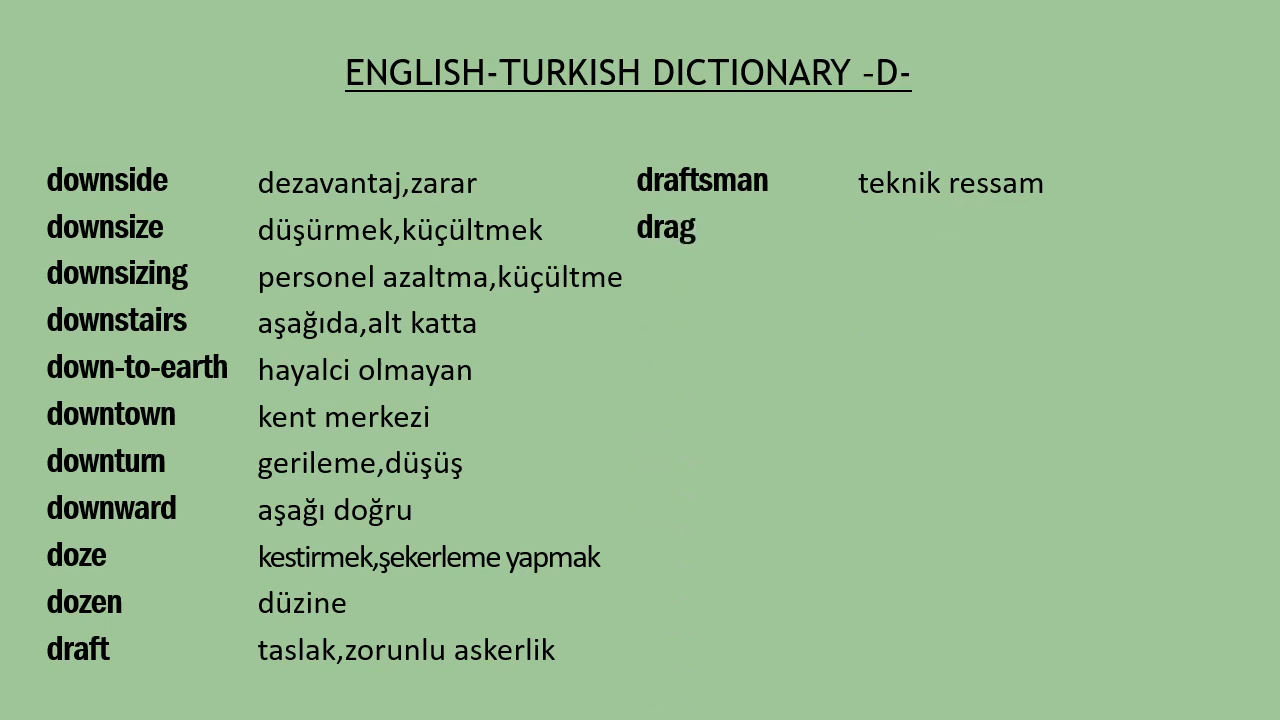 ENGLISH-TURKISH DICTIONARY –D-
downside dezavantaj,zarar
downsize düşürmek,küçültmek
downsizing personel azaltma,küçültme
downstairs aşağıda,alt katta
down-to-earth hayalci olmayan
downtown kent merkezi
downturn gerileme,düşüş
downward aşağı doğru
doze kestirmek,şekerleme yapmak
dozen düzine
draft taslak,zorunlu askerlik
draftsman teknik ressam
drag